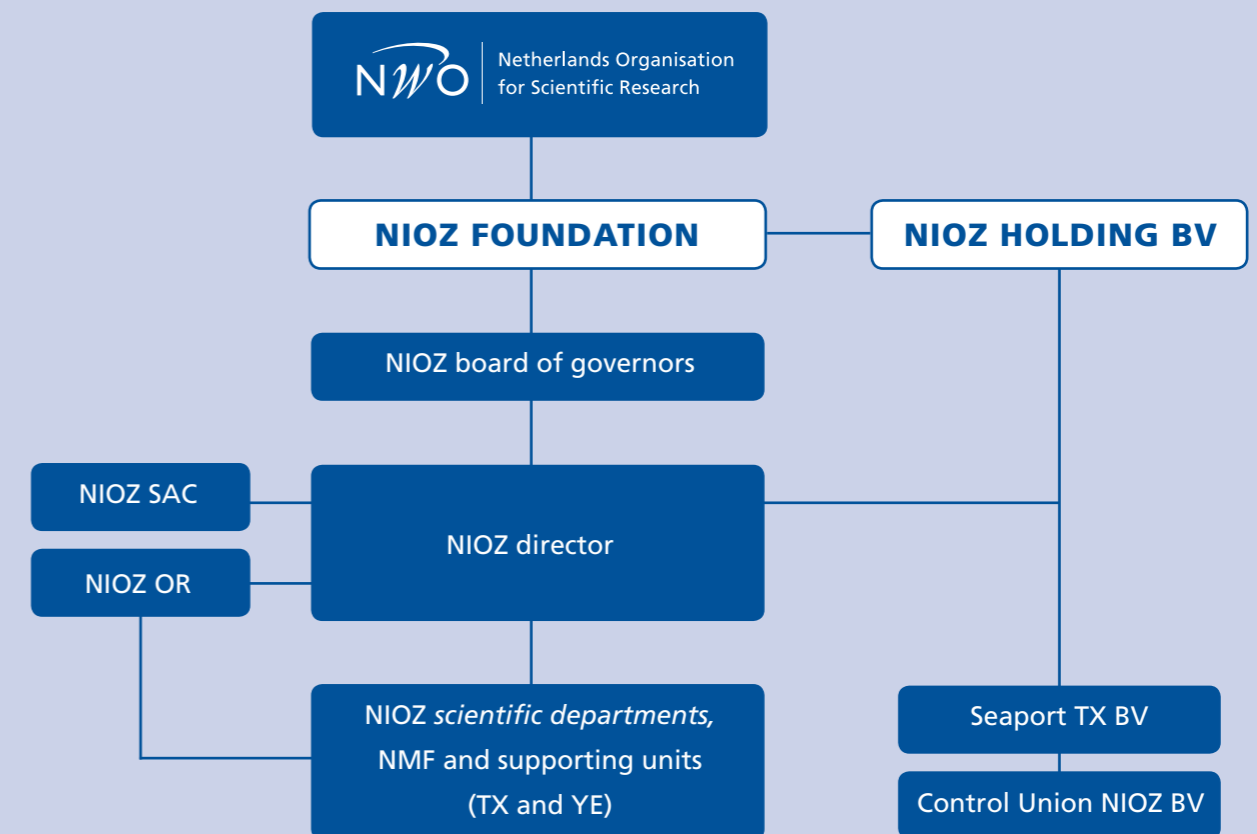 NWO
Netherlands Organisation
for Scientific Research
NIOZ FOUNDATION
NIOZ HOLDING BV
NIOZ board of governors
NIOZ SAC
NIOZ director
NIOZ OR
NIOZ scientific departments,
NMF and supporting units
(TX and YE)
Seaport TX BV
Control Union NIOZ BV